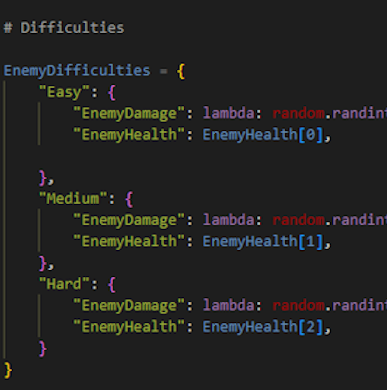 # Difficulties
EnemyDifficulties = {
"Easy": {
"EnemyDamage": lambda: random.randint
"EnemyHealth": EnemyHealth[0],
},
"Medium": {
"EnemyDamage": lambda: random.randint
"EnemyHealth": EnemyHealth[1],
},
"Hard": {
"EnemyDamage": lambda: random.randint
"EnemyHealth": EnemyHealth[2],
}
}